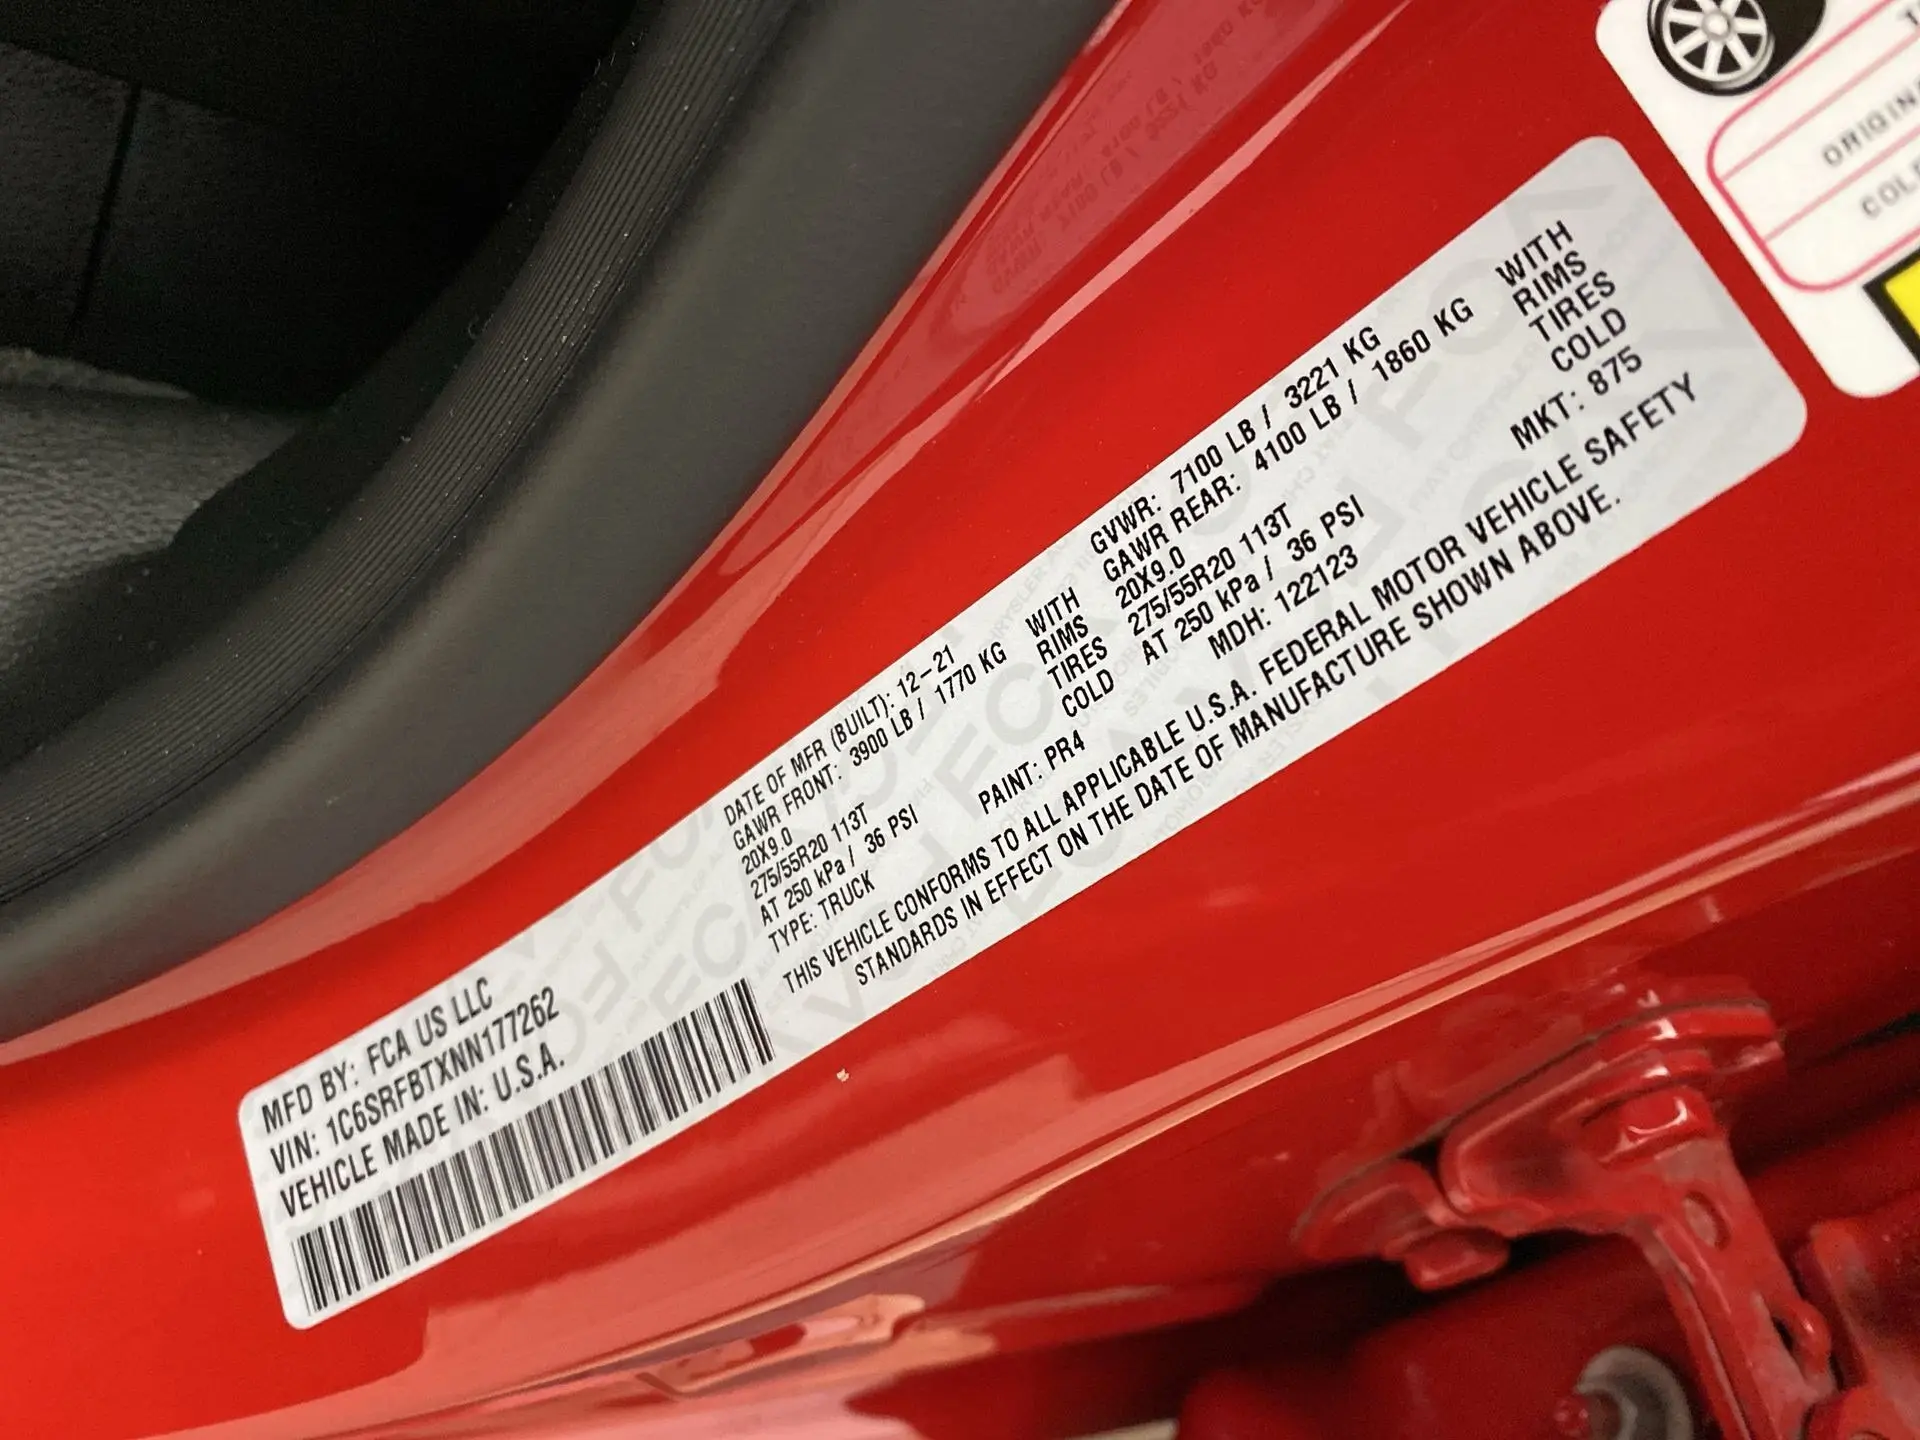 MFD BY: FCA US LLC
VIN: 1C6SRFBTXNN177262
VEHICLE MADE IN: U.S.A.
DATE OF MFR (BUILT): 12-21 GVWR: 7100 LB / 3221 KG
GAWR FRONT: 3900 LB / 1770 KG WITH GAWR REAR: 4100 LB / 1860 KG WITH
20X9.0 RIMS 20X9.0 RIMS
275/55R20 113T TIRES 275/55R20 113T TIRES
AT 250 kPa / 36 PSI COLD AT 250 kPa / 36 PSI COLD
TYPE: TRUCK PAINT: PR4 MDH: 122123 MKT: 875
THIS VEHICLE CONFORMS TO ALL APPLICABLE U.S.A. FEDERAL MOTOR VEHICLE SAFETY
STANDARDS IN EFFECT ON THE DATE OF MANUFACTURE SHOWN ABOVE.